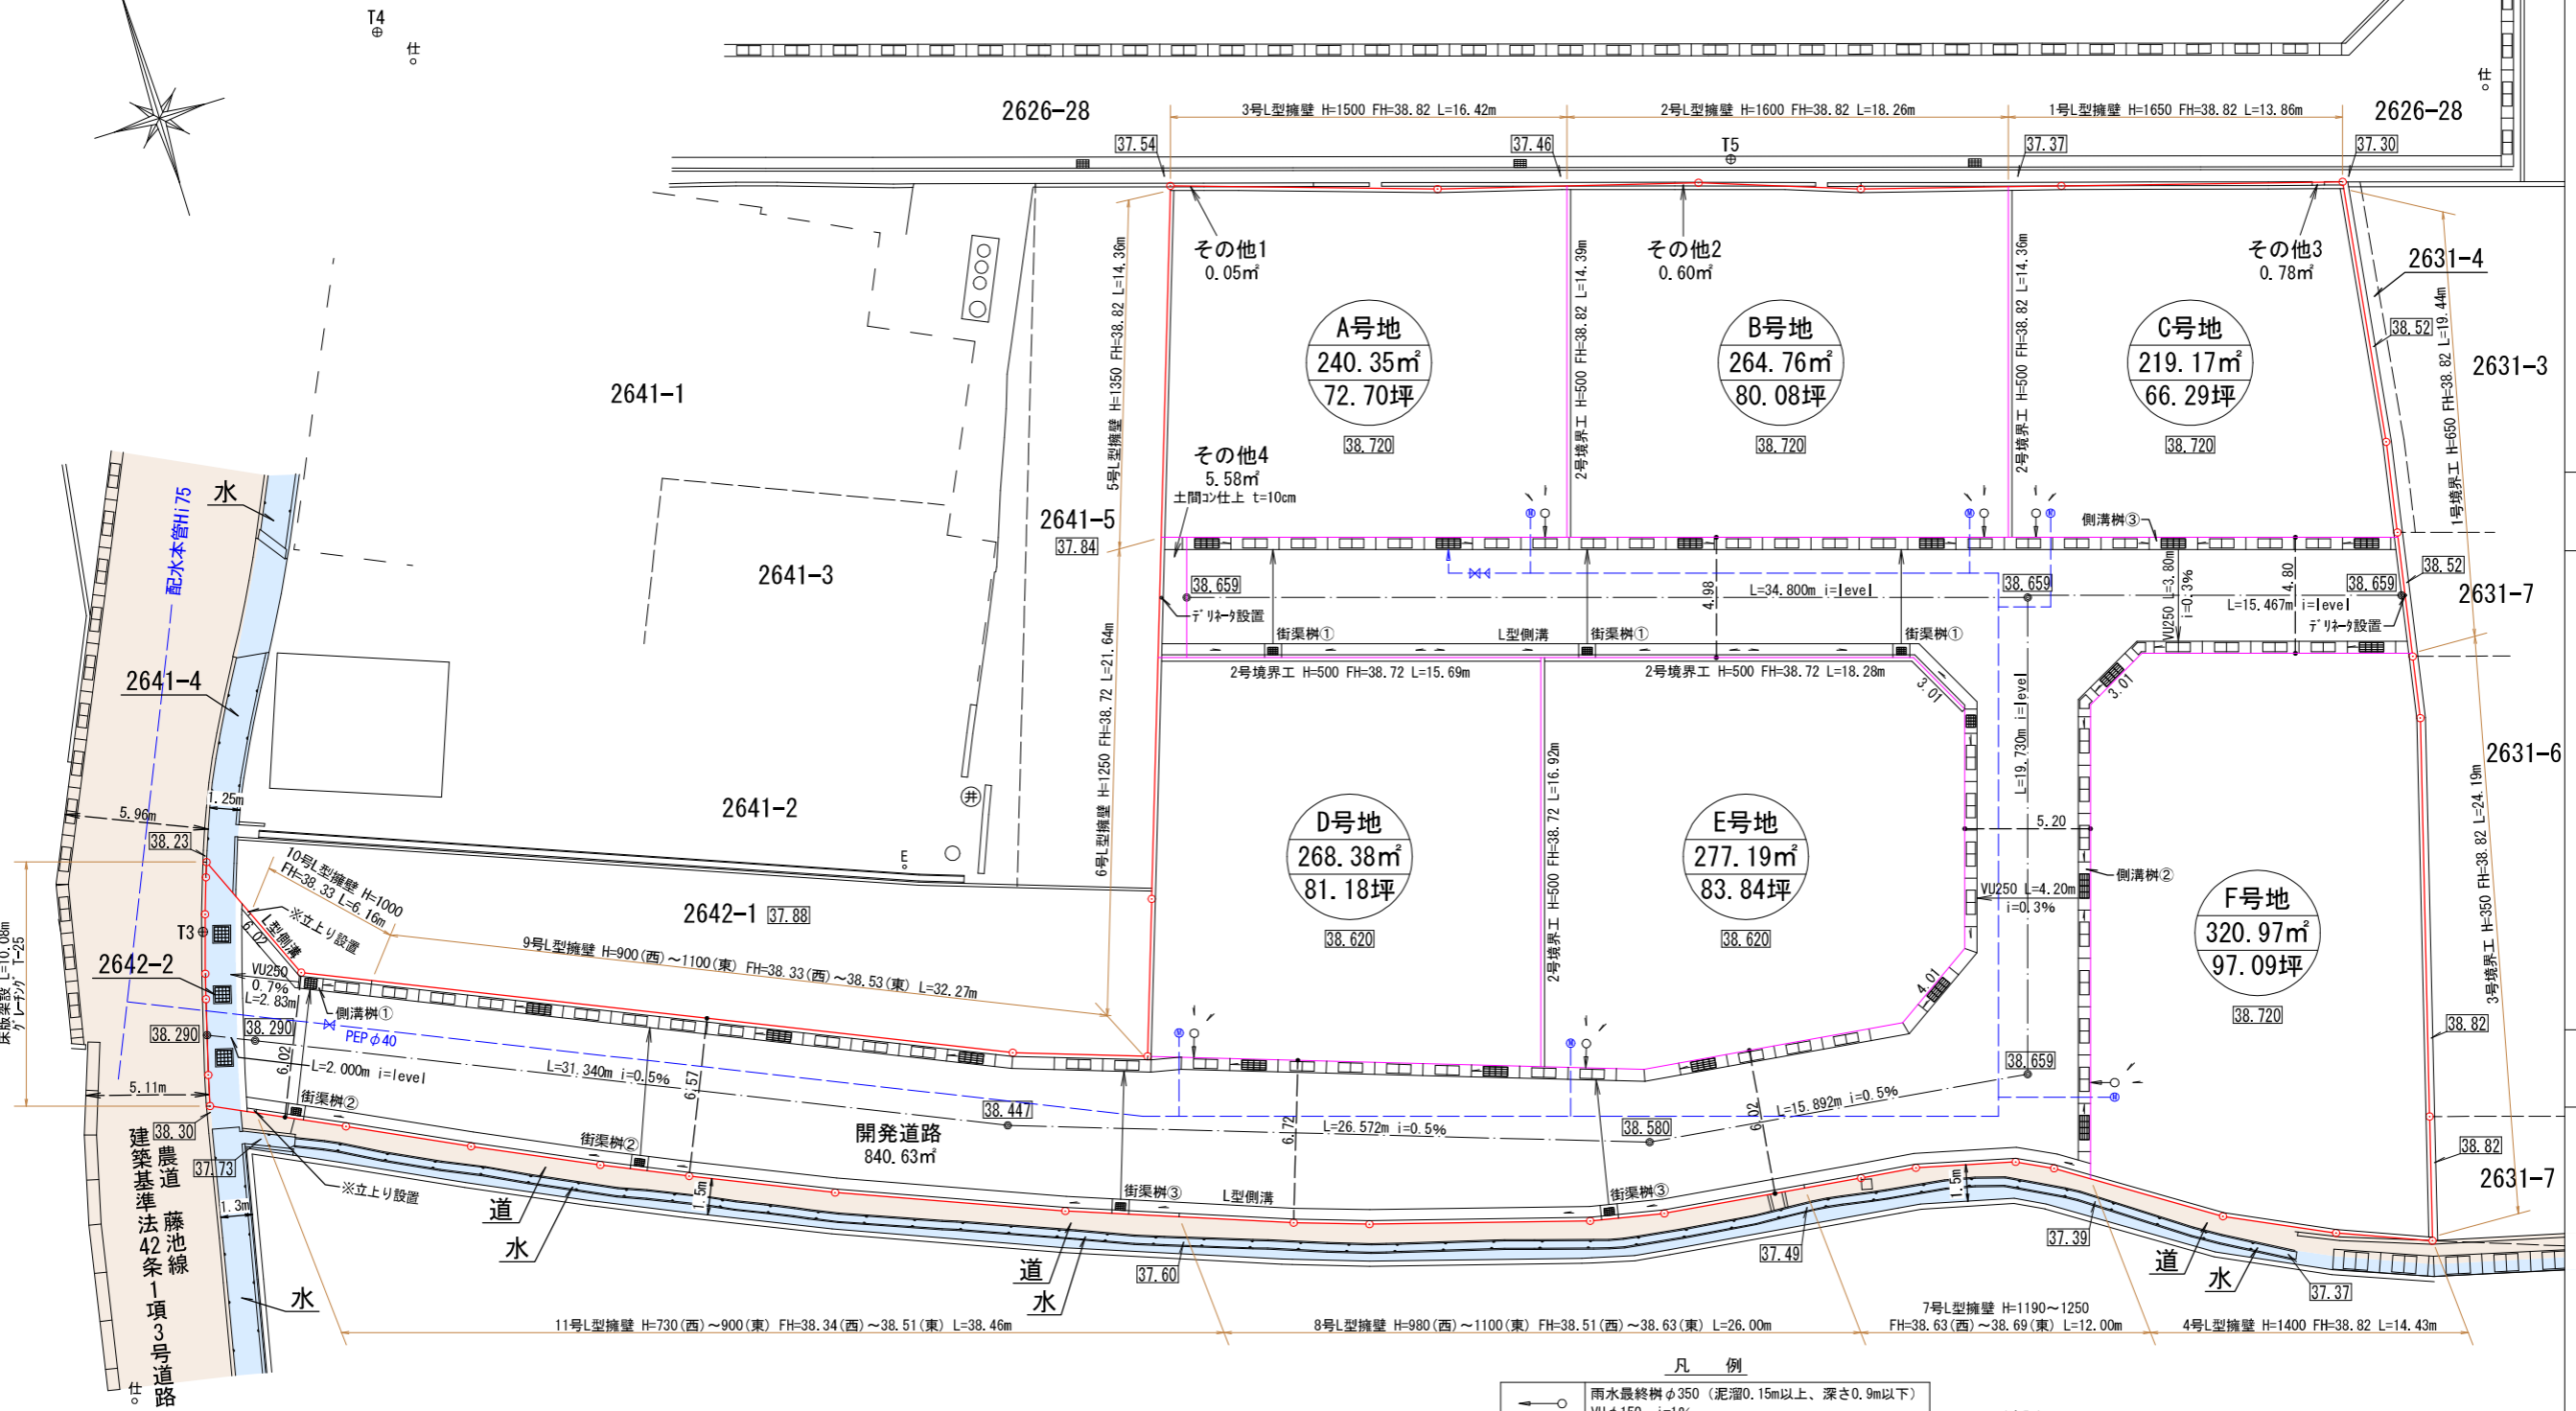 T4
仕
2626-28
3号L型擁壁 H=1500 FH=38.82 L=16.42m
2号L型擁壁 H=1600 FH=38.82 L=18.26m
1号L型擁壁 H=1650 FH=38.82 L=13.86m
仕
2626-28
37.54
37.46
T5
37.37
37.30
その他1
0.05㎡
その他2
0.60㎡
その他3
0.78㎡
2631-4
38.52
2631-3
5号L型擁壁 H=1350 FH=38.82 L=14.36m
2号境界工 H=500 FH=38.82 L=14.39m
2号境界工 H=500 FH=38.82 L=14.36m
1号境界工 H=650 FH=38.82 L=19.44m
A号地
240.35㎡
72.70坪
38.720
B号地
264.76㎡
80.08坪
38.720
C号地
219.17㎡
66.29坪
38.720
2641-1
その他4
5.58㎡
土間コン仕上 t=10cm
2641-5
37.84
側溝桝③
水
配水本管Hi75
2641-3
38.659
L=34.800m i=level
4.98
38.659
VU250 L=3.80m
i=0.3%
4.80
L=15.467m i=level
38.659
38.52
2631-7
デリネータ設置
デリネータ設置
街渠桝①
L型側溝
街渠桝①
街渠桝①
2号境界工 H=500 FH=38.72 L=15.69m
2号境界工 H=500 FH=38.72 L=18.28m
3.01
3.01
6号L型擁壁 H=1250 FH=38.72 L=21.64m
L=19.730m i=level
2641-4
2631-6
2641-2
井
E
1.25m
5.96m
38.23
D号地
268.38㎡
81.18坪
38.620
2号境界工 H=500 FH=38.72 L=16.92m
E号地
277.19㎡
83.84坪
38.620
5.20
側溝桝②
VU250 L=4.20m
i=0.3%
F号地
320.97㎡
97.09坪
38.720
3号境界工 H=350 FH=38.82 L=24.19m
10号L型擁壁 H=1000
FH=38.33 L=6.16m
※立上り設置
L型側溝
6.02
2642-1 37.88
9号L型擁壁 H=900(西)～1100(東) FH=38.33(西)～38.53(東) L=32.27m
4.01
床版架設 L=10.08m
グレーチング T-25
T3
2642-2
VU250
0.7%
L=2.83m
側溝桝①
38.290
38.290
PEPφ40
38.82
6.02
L=2.000m i=level
L=31.340m i=0.5%
6.57
38.447
開発道路
840.63㎡
6.72
L=26.572m i=0.5%
38.580
6.02
L=15.892m i=0.5%
38.659
5.11m
街渠桝②
街渠桝②
38.30
37.73
※立上り設置
1.3m
建築基準法42条1項3号道路
農道 藤池線
仕
水
道
水
1.5m
街渠桝③
L型側溝
街渠桝③
道
水
37.60
37.49
1.5m
37.39
道
水
37.37
38.82
2631-7
11号L型擁壁 H=730(西)～900(東) FH=38.34(西)～38.51(東) L=38.46m
8号L型擁壁 H=980(西)～1100(東) FH=38.51(西)～38.63(東) L=26.00m
7号L型擁壁 H=1190～1250
FH=38.63(西)～38.69(東) L=12.00m
4号L型擁壁 H=1400 FH=38.82 L=14.43m
凡 例
雨水最終桝φ350 (泥溜0.15m以上、深さ0.9m以下)